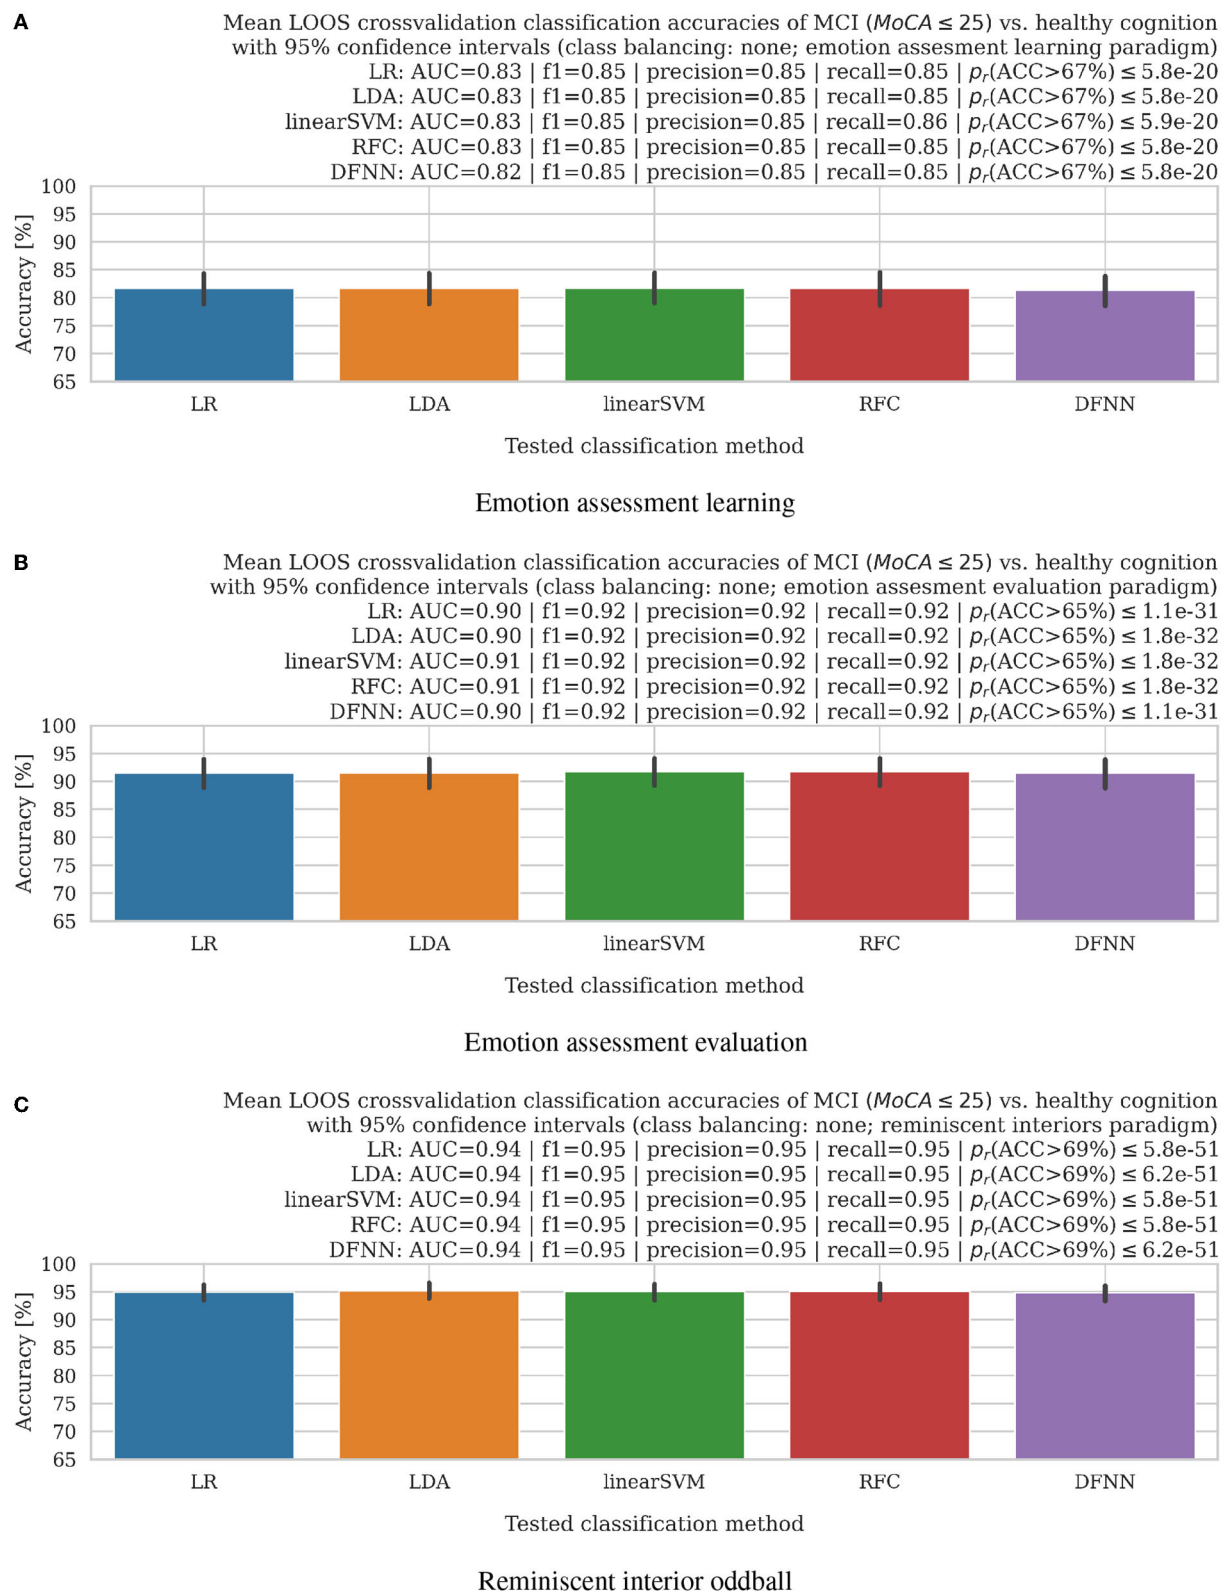 A
Mean LOOS crossvalidation classification accuracies of MCI (MoCA ≤ 25) vs. healthy cognition
with 95% confidence intervals (class balancing: none; emotion assesment learning paradigm)
LR: AUC=0.83 | f1=0.85 | precision=0.85 | recall=0.85 | pr(ACC>67%) ≤ 5.8e-20
LDA: AUC=0.83 | f1=0.85 | precision=0.85 | recall=0.85 | pr(ACC>67%) ≤ 5.8e-20
linearSVM: AUC=0.83 | f1=0.85 | precision=0.85 | recall=0.86 | pr(ACC>67%) ≤ 5.9e-20
RFC: AUC=0.83 | f1=0.85 | precision=0.85 | recall=0.85 | pr(ACC>67%) ≤ 5.8e-20
DFNN: AUC=0.82 | f1=0.85 | precision=0.85 | recall=0.85 | pr(ACC>67%) ≤ 5.8e-20
Accuracy [%]
100
95
90
85
80
75
70
65
LR LDA linearSVM RFC DFNN
Tested classification method
Emotion assessment learning
B
Mean LOOS crossvalidation classification accuracies of MCI (MoCA ≤ 25) vs. healthy cognition
with 95% confidence intervals (class balancing: none; emotion assesment evaluation paradigm)
LR: AUC=0.90 | f1=0.92 | precision=0.92 | recall=0.92 | pr(ACC>65%) ≤ 1.1e-31
LDA: AUC=0.90 | f1=0.92 | precision=0.92 | recall=0.92 | pr(ACC>65%) ≤ 1.8e-32
linearSVM: AUC=0.91 | f1=0.92 | precision=0.92 | recall=0.92 | pr(ACC>65%) ≤ 1.8e-32
RFC: AUC=0.91 | f1=0.92 | precision=0.92 | recall=0.92 | pr(ACC>65%) ≤ 1.8e-32
DFNN: AUC=0.90 | f1=0.92 | precision=0.92 | recall=0.92 | pr(ACC>65%) ≤ 1.1e-31
Accuracy [%]
100
95
90
85
80
75
70
65
LR LDA linearSVM RFC DFNN
Tested classification method
Emotion assessment evaluation
C
Mean LOOS crossvalidation classification accuracies of MCI (MoCA ≤ 25) vs. healthy cognition
with 95% confidence intervals (class balancing: none; reminiscent interiors paradigm)
LR: AUC=0.94 | f1=0.95 | precision=0.95 | recall=0.95 | pr(ACC>69%) ≤ 5.8e-51
LDA: AUC=0.94 | f1=0.95 | precision=0.95 | recall=0.95 | pr(ACC>69%) ≤ 6.2e-51
linearSVM: AUC=0.94 | f1=0.95 | precision=0.95 | recall=0.95 | pr(ACC>69%) ≤ 5.8e-51
RFC: AUC=0.94 | f1=0.95 | precision=0.95 | recall=0.95 | pr(ACC>69%) ≤ 5.8e-51
DFNN: AUC=0.94 | f1=0.95 | precision=0.95 | recall=0.95 | pr(ACC>69%) ≤ 6.2e-51
Accuracy [%]
100
95
90
85
80
75
70
65
LR LDA linearSVM RFC DFNN
Tested classification method
Reminiscent interior oddball